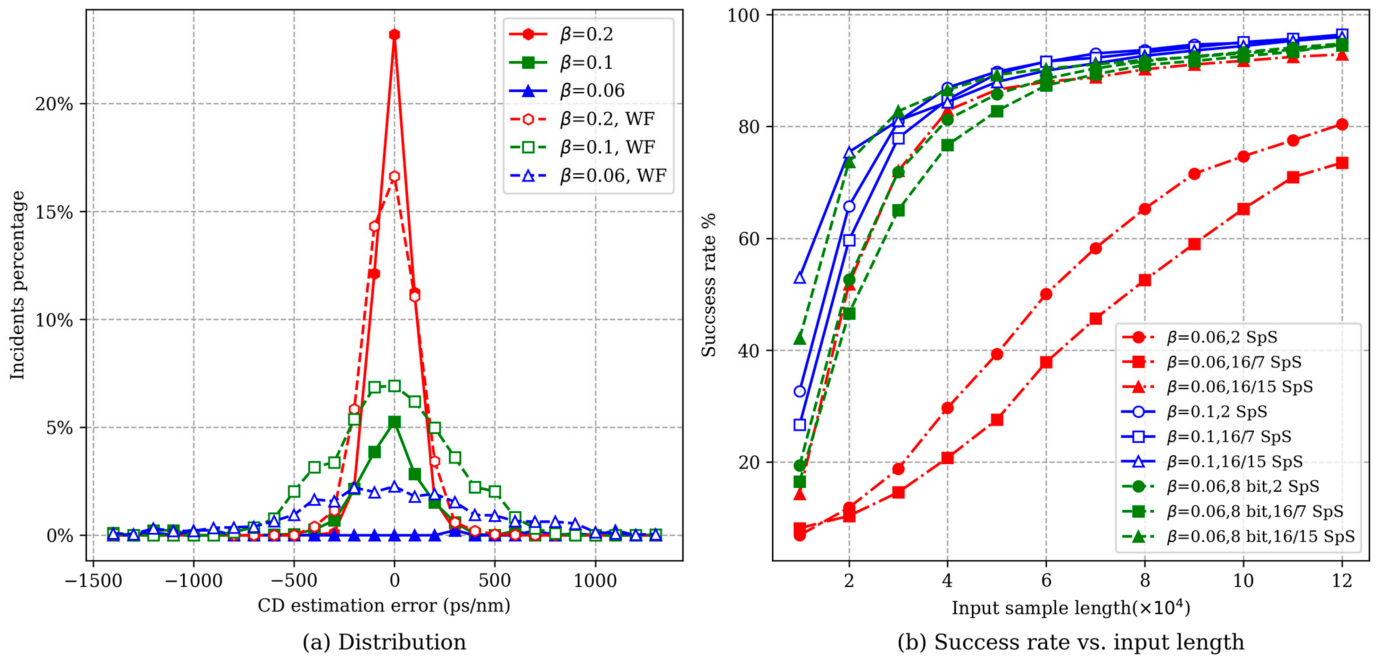 20%
15%
10%
5%
0%
Incidents percentage
β=0.2
β=0.1
β=0.06
β=0.2, WF
β=0.1, WF
β=0.06, WF
−1500 −1000 −500 0 500 1000
CD estimation error (ps/nm)
(a) Distribution
100
80
60
40
20
Success rate %
β=0.06,2 SpS
β=0.06,16/7 SpS
β=0.06,16/15 SpS
β=0.1,2 SpS
β=0.1,16/7 SpS
β=0.1,16/15 SpS
β=0.06,8 bit,2 SpS
β=0.06,8 bit,16/7 SpS
β=0.06,8 bit,16/15 SpS
2 4 6 8 10 12
Input sample length(×10⁴)
(b) Success rate vs. input length